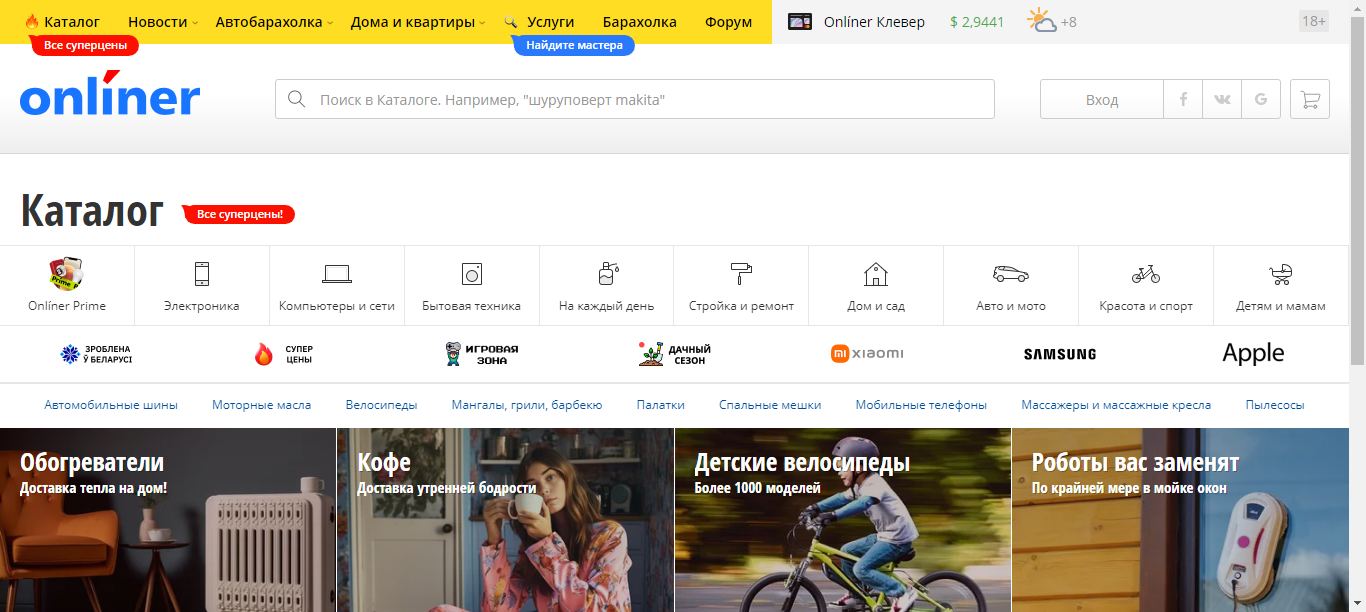 Каталог
Новости
Автобарахолка
Дома и квартиры
Услуги
Барахолка
Форум
Onlíner Клевер
$ 2,9441
+8
18+
Все суперцены
Найдите мастера
onlíner
Поиск в Каталоге. Например, "шуруповерт makita"
Вход
Каталог
Все суперцены!
Prime
Onlíner Prime
Электроника
Компьютеры и сети
Бытовая техника
На каждый день
Стройка и ремонт
Дом и сад
Авто и мото
Красота и спорт
Детям и мамам
ЗРОБЛЕНА
Ў БЕЛАРУСІ
СУПЕР
ЦЕНЫ
ИГРОВАЯ
ЗОНА
ДАЧНЫЙ
СЕЗОН
xiaomi
SAMSUNG
Apple
Автомобильные шины
Моторные масла
Велосипеды
Мангалы, грили, барбекю
Палатки
Спальные мешки
Мобильные телефоны
Массажеры и массажные кресла
Пылесосы
Обогреватели
Доставка тепла на дом!
Кофе
Доставка утренней бодрости
Детские велосипеды
Более 1000 моделей
Роботы вас заменят
По крайней мере в мойке окон